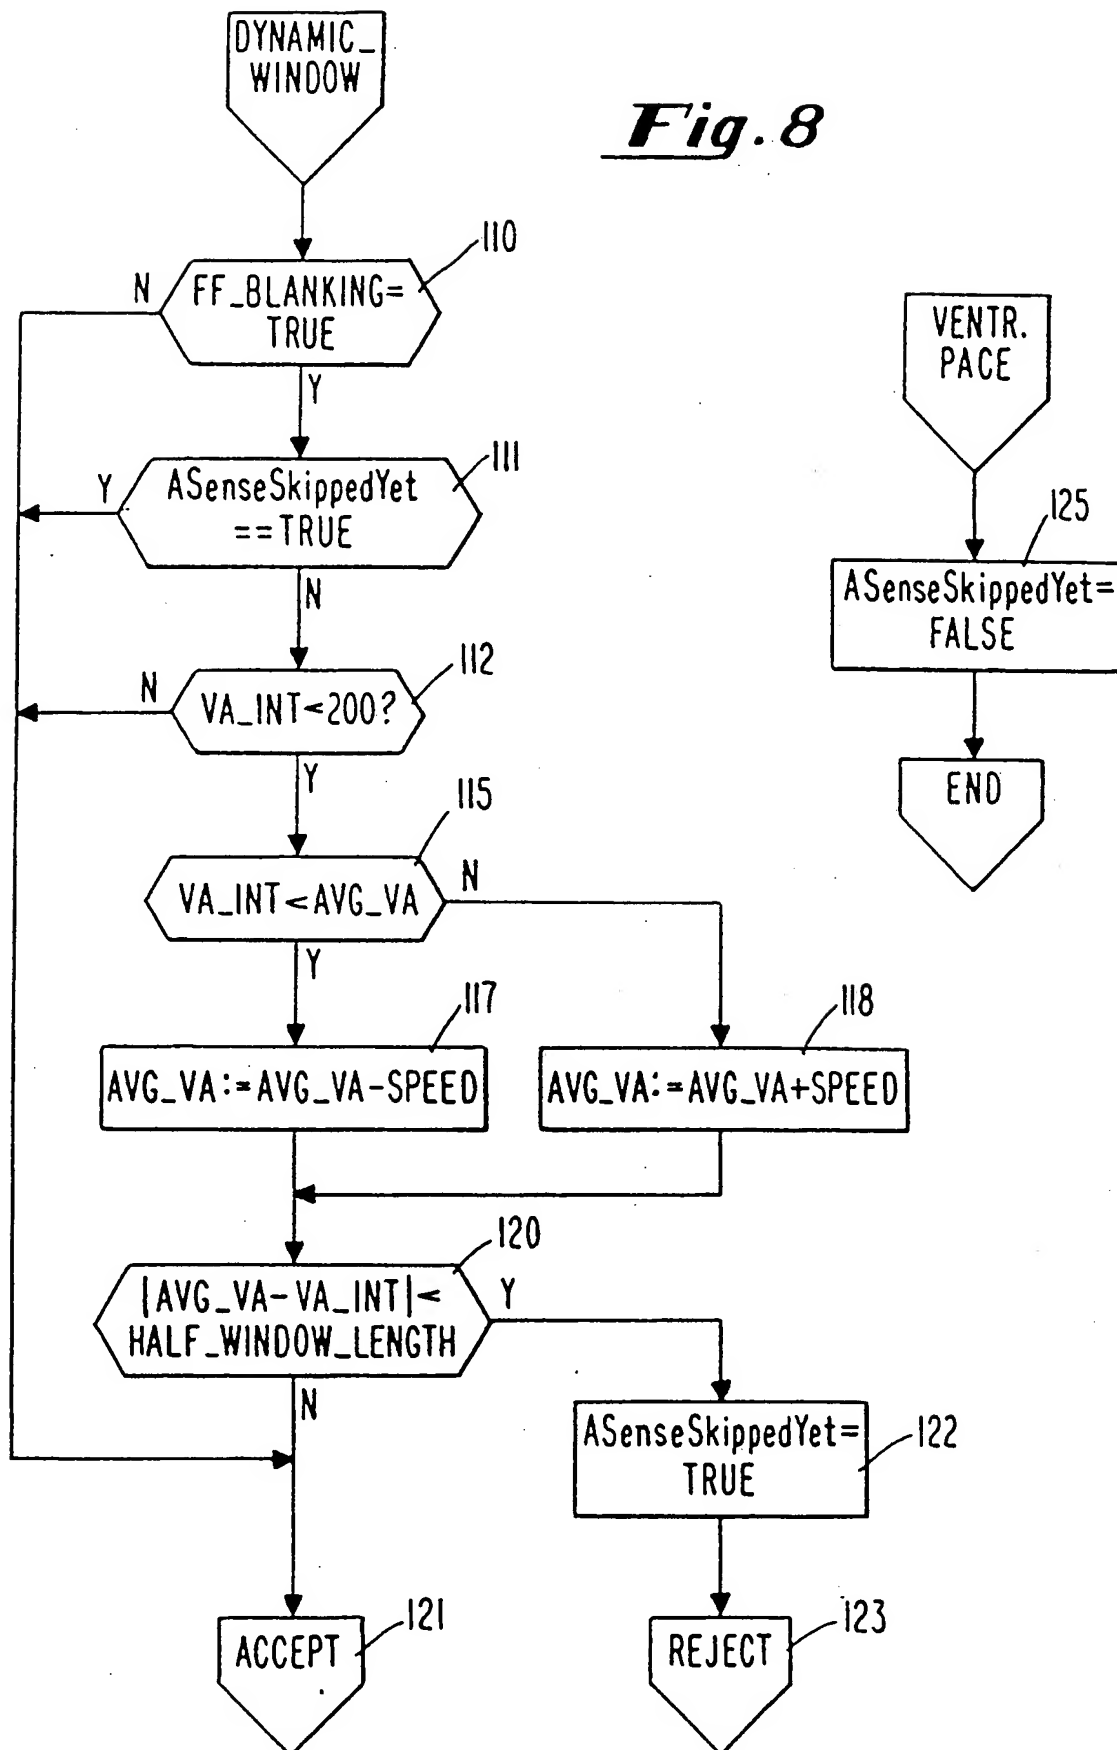 DYNAMIC_
WINDOW
Fig. 8
110
N
FF_BLANKING=
TRUE
Y
111
Y
ASenseSkippedYet
==TRUE
N
112
N
VA_INT<200?
Y
115
VA_INT<AVG_VA
N
Y
117
AVG_VA:=AVG_VA-SPEED
118
AVG_VA:=AVG_VA+SPEED
120
|AVG_VA-VA_INT|<
HALF_WINDOW_LENGTH
Y
N
ASenseSkippedYet=
TRUE
122
ACCEPT
121
REJECT
123
VENTR.
PACE
125
ASenseSkippedYet=
FALSE
END